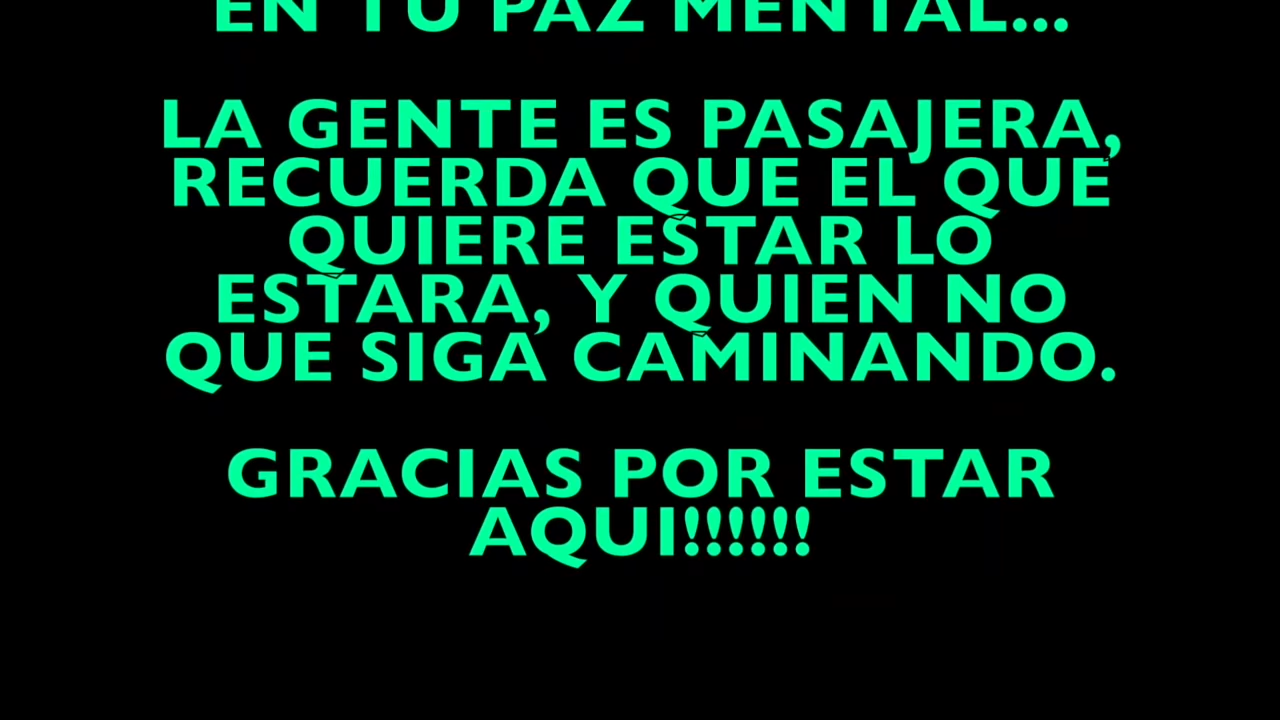 EN TU PAZ MENTAL...
LA GENTE ES PASAJERA,
RECUERDA QUE EL QUE
QUIERE ESTAR LO
ESTARA, Y QUIEN NO
QUE SIGA CAMINANDO.
GRACIAS POR ESTAR
AQUI!!!!!!